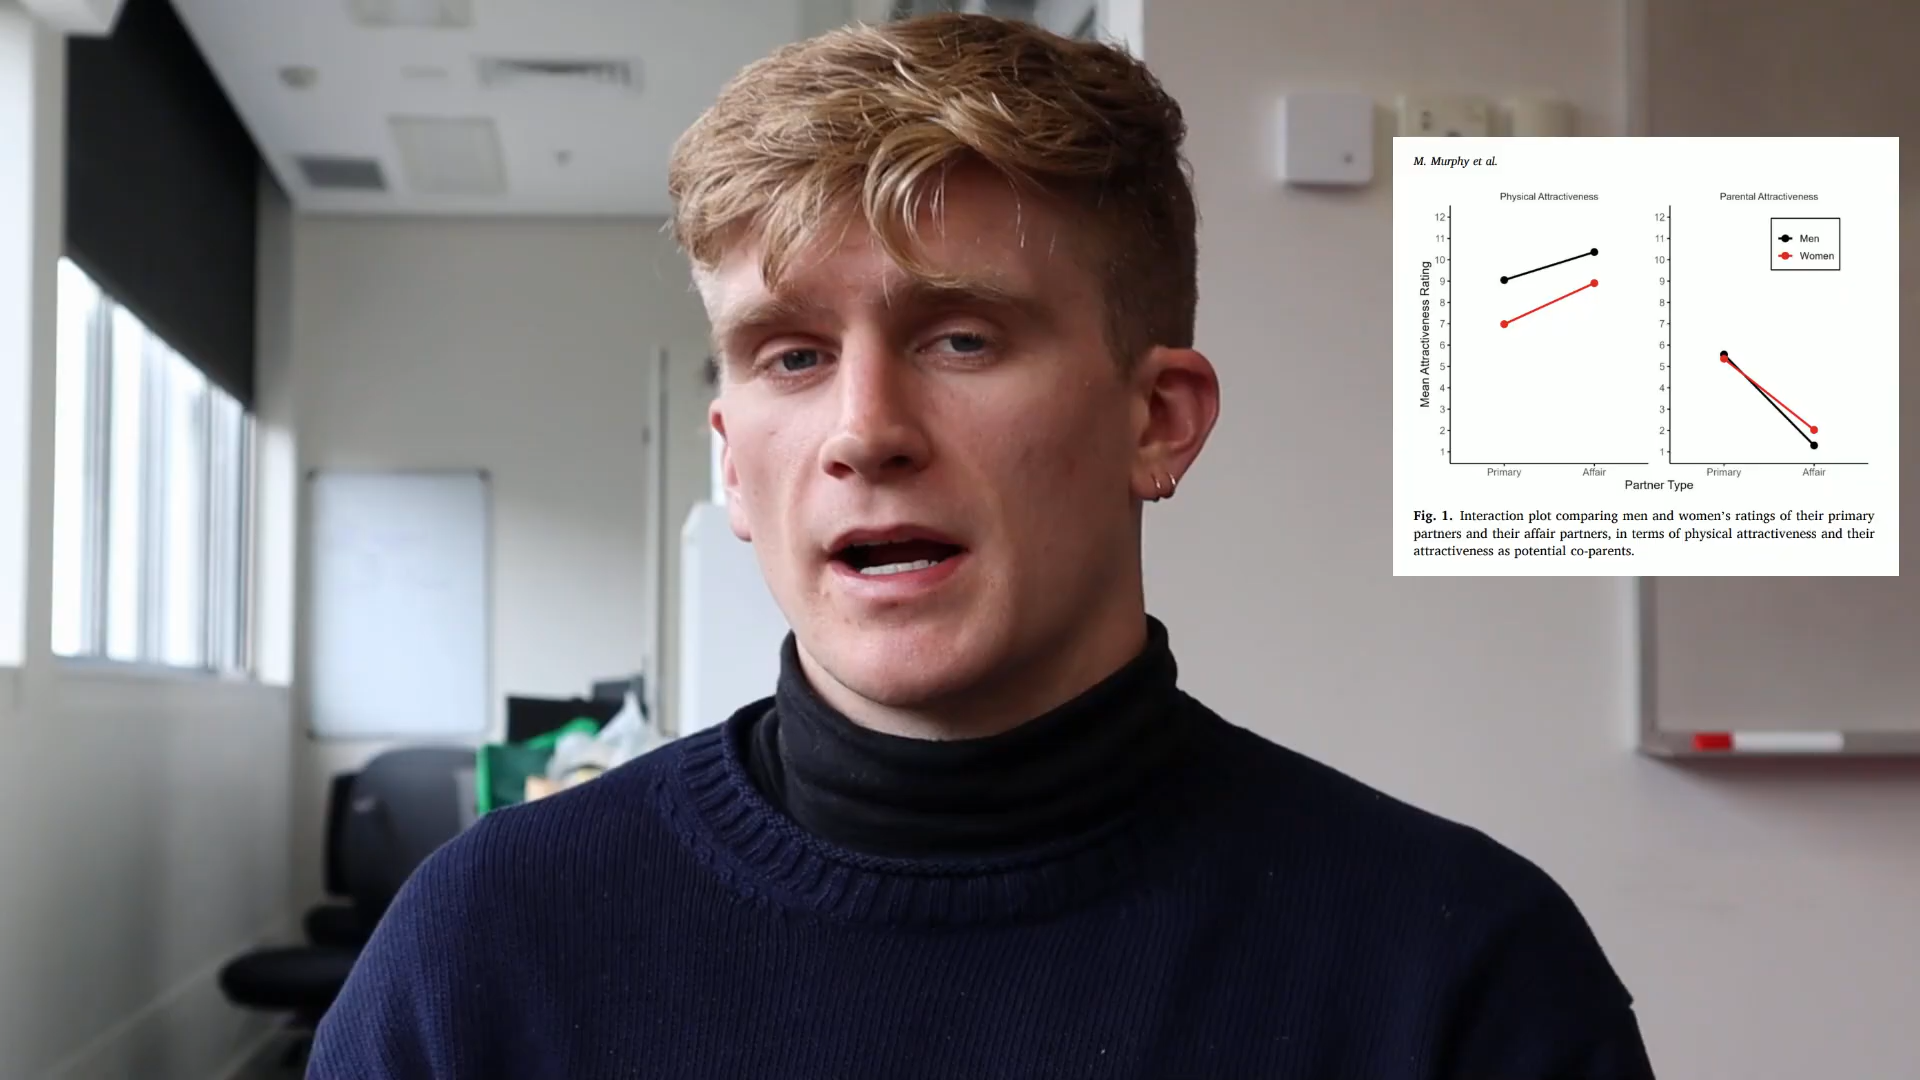 M. Murphy et al.
Physical Attractiveness
Parental Attractiveness
Mean Attractiveness Rating
12
11
10
9
8
7
6
5
4
3
2
1
12
11
10
9
8
7
6
5
4
3
2
1
Men
Women
Primary
Affair
Primary
Affair
Partner Type
Fig. 1. Interaction plot comparing men and women's ratings of their primary
partners and their affair partners, in terms of physical attractiveness and their
attractiveness as potential co-parents.